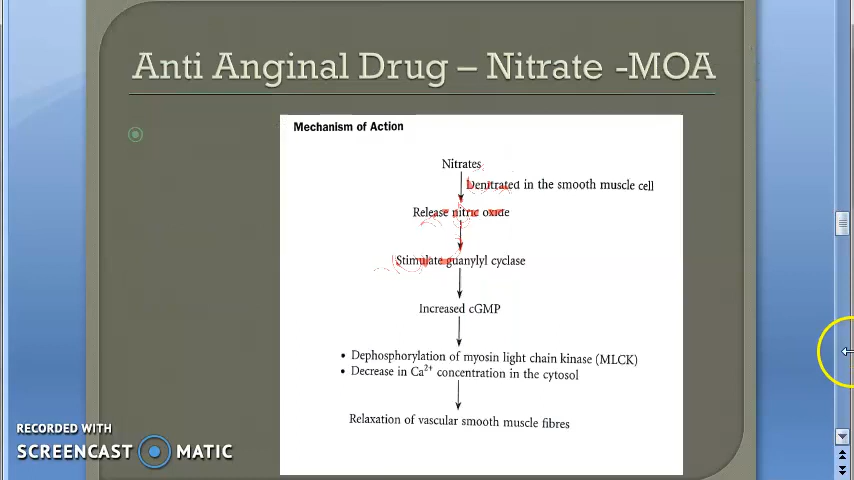 Anti Anginal Drug – Nitrate -MOA
Mechanism of Action
Nitrates
Denitrated in the smooth muscle cell
Release nitric oxide
Stimulate guanylyl cyclase
Increased cGMP
• Dephosphorylation of myosin light chain kinase (MLCK)
• Decrease in Ca²⁺ concentration in the cytosol
Relaxation of vascular smooth muscle fibres
RECORDED WITH
SCREENCAST MATIC